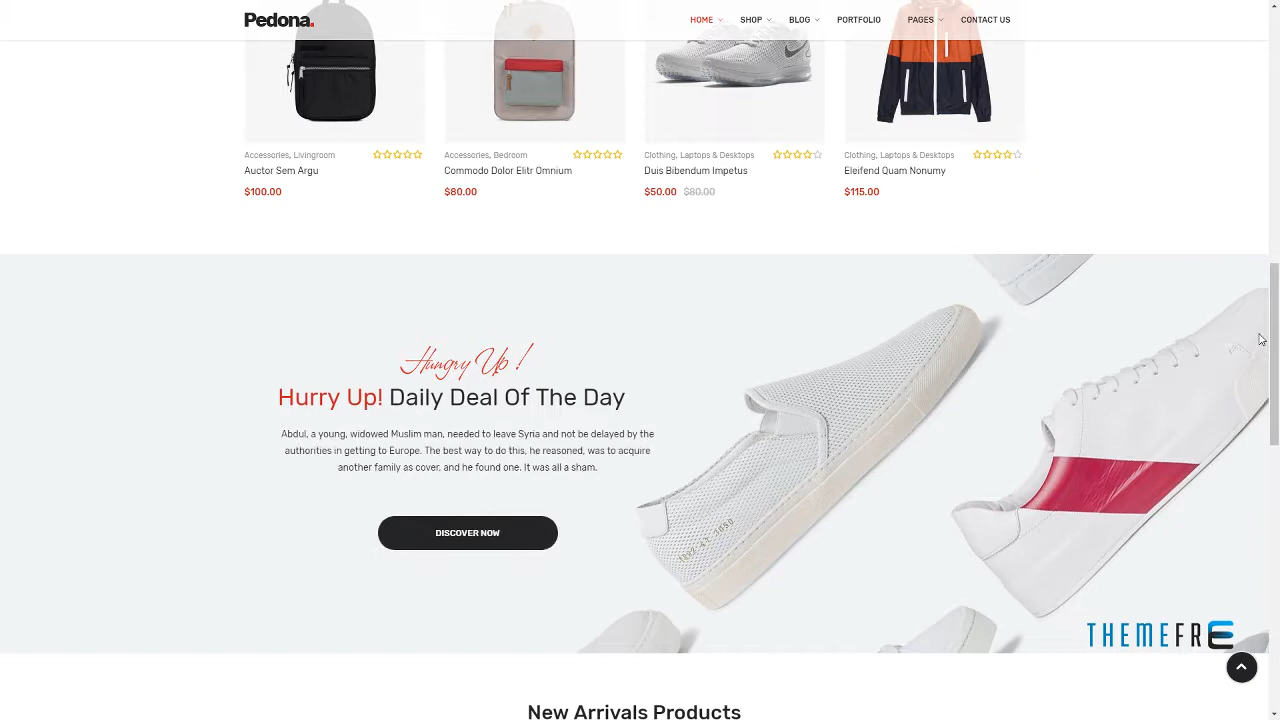 Pedona.
HOME SHOP BLOG PORTFOLIO PAGES CONTACT US
Accessories, Livingroom
Auctor Sem Argu
$100.00
Accessories, Bedroom
Commodo Dolor Elitr Omnium
$80.00
Clothing, Laptops & Desktops
Duis Bibendum Impetus
$50.00 $80.00
Clothing, Laptops & Desktops
Eleifend Quam Nonumy
$115.00
Hungry Up !
Hurry Up! Daily Deal Of The Day
Abdul, a young, widowed Muslim man, needed to leave Syria and not be delayed by the
authorities in getting to Europe. The best way to do this, he reasoned, was to acquire
another family as cover, and he found one. It was all a sham.
DISCOVER NOW
THEMEFRE
New Arrivals Products